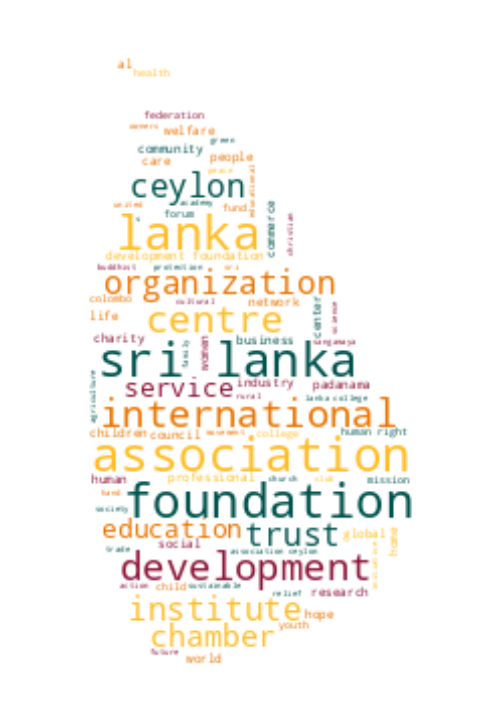 al
health
federation
owners
welfare
green
community
people
care
peace
educational
ceylon
united
academy
fund
forum
commerce
christian
lanka
development foundation
buddhist
protection
sri
organization
colombo
cultural
network
center
science
life
centre
sangamaya
charity
women
business
family
sri lanka
service
industry
padanama
agriculture
rural
lanka college
international
children
council
movement
college
human right
association
human
professional
church
club
mission
hand
foundation
society
education
trust
global
home
trade
social
association ceylon
development
action
child
sustainable
relief
research
institute
hope
youth
chamber
future
world